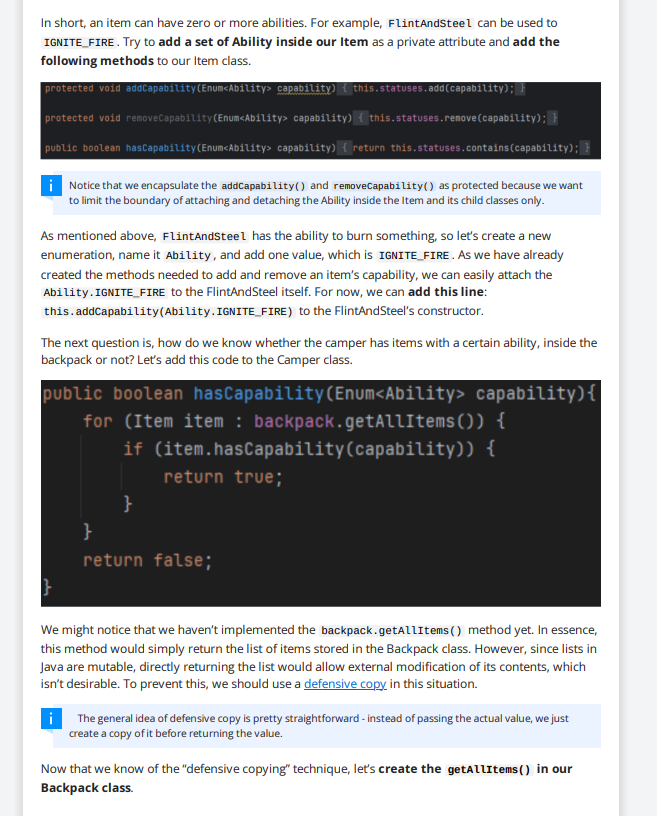 In short, an item can have zero or more abilities. For example, FlintAndSteel can be used to
IGNITE_FIRE. Try to add a set of Ability inside our Item as a private attribute and add the
following methods to our Item class.
protected void addCapability(Enum<Ability> capability) { this.statuses.add(capability); }
protected void removeCapability(Enum<Ability> capability) { this.statuses.remove(capability); }
public boolean hasCapability(Enum<Ability> capability) { return this.statuses.contains(capability); }
i Notice that we encapsulate the addCapability() and removeCapability() as protected because we want
to limit the boundary of attaching and detaching the Ability inside the Item and its child classes only.
As mentioned above, FlintAndSteel has the ability to burn something, so let's create a new
enumeration, name it Ability, and add one value, which is IGNITE_FIRE. As we have already
created the methods needed to add and remove an item's capability, we can easily attach the
Ability.IGNITE_FIRE to the FlintAndSteel itself. For now, we can add this line:
this.addCapability(Ability.IGNITE_FIRE) to the FlintAndSteel's constructor.
The next question is, how do we know whether the camper has items with a certain ability, inside the
backpack or not? Let's add this code to the Camper class.
public boolean hasCapability(Enum<Ability> capability){
for (Item item : backpack.getAllItems()) {
if (item.hasCapability(capability)) {
return true;
}
}
return false;
}
We might notice that we haven't implemented the backpack.getAllItems() method yet. In essence,
this method would simply return the list of items stored in the Backpack class. However, since lists in
Java are mutable, directly returning the list would allow external modification of its contents, which
isn't desirable. To prevent this, we should use a defensive copy in this situation.
i The general idea of defensive copy is pretty straightforward - instead of passing the actual value, we just
create a copy of it before returning the value.
Now that we know of the "defensive copying" technique, let's create the getAllItems() in our
Backpack class.